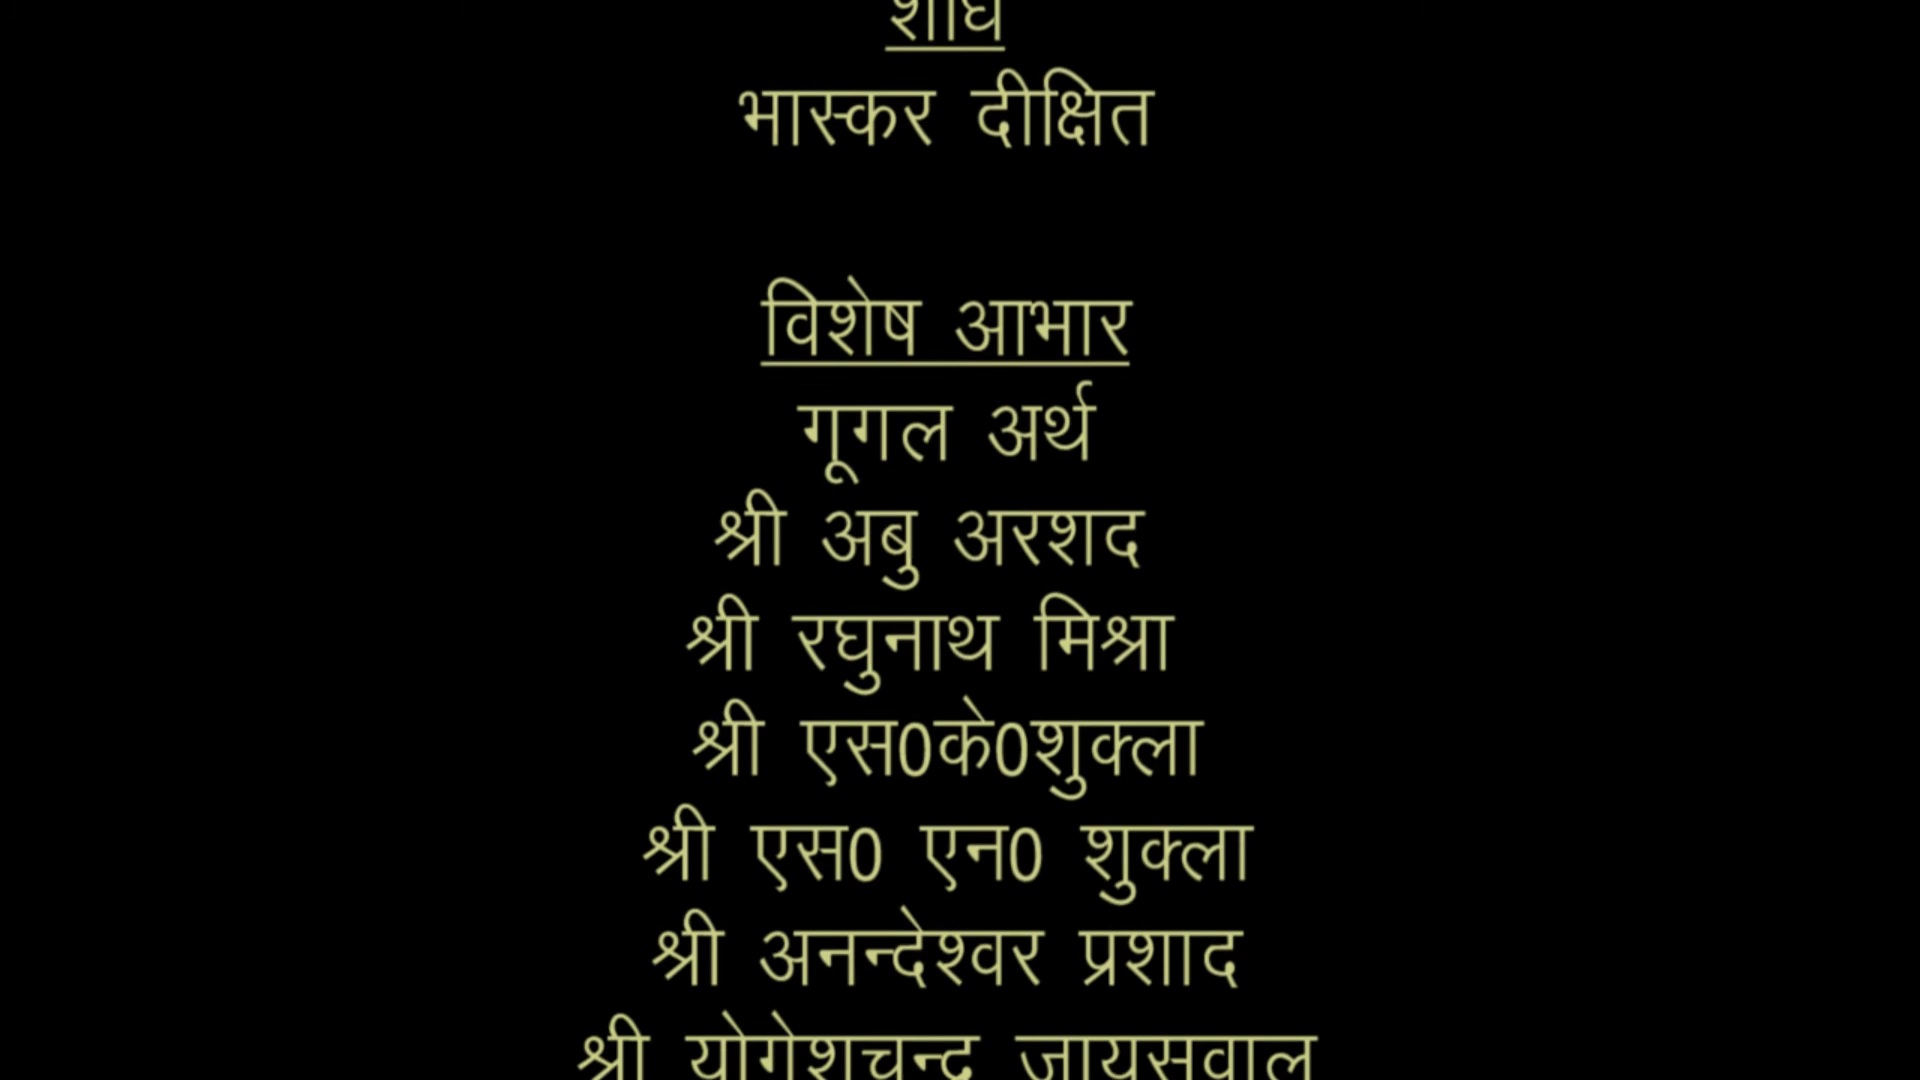 शोध
भास्कर दीक्षित
विशेष आभार
गूगल अर्थ
श्री अबु अरशद
श्री रघुनाथ मिश्रा
श्री एस0के0शुक्ला
श्री एस0 एन0 शुक्ला
श्री अनन्देश्वर प्रशाद
श्री योगेशचन्द्र जायसवाल